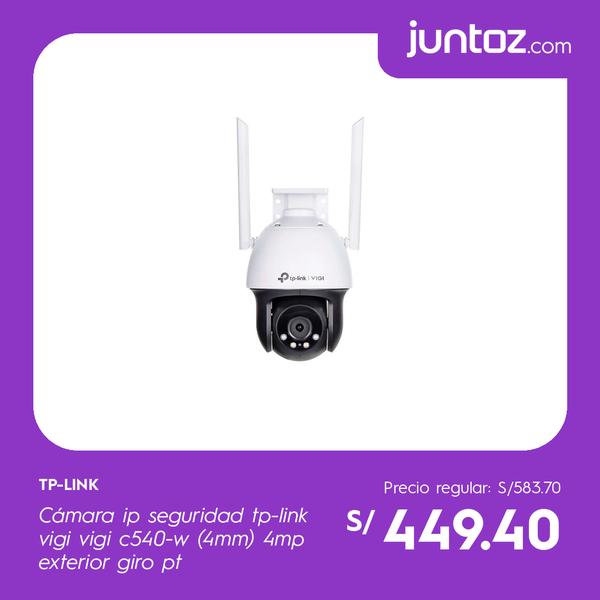 juntoz.com
tp-link | VIGI
TP-LINK
Cámara ip seguridad tp-link
vigi vigi c540-w (4mm) 4mp
exterior giro pt
Precio regular: S/583.70
S/ 449.40